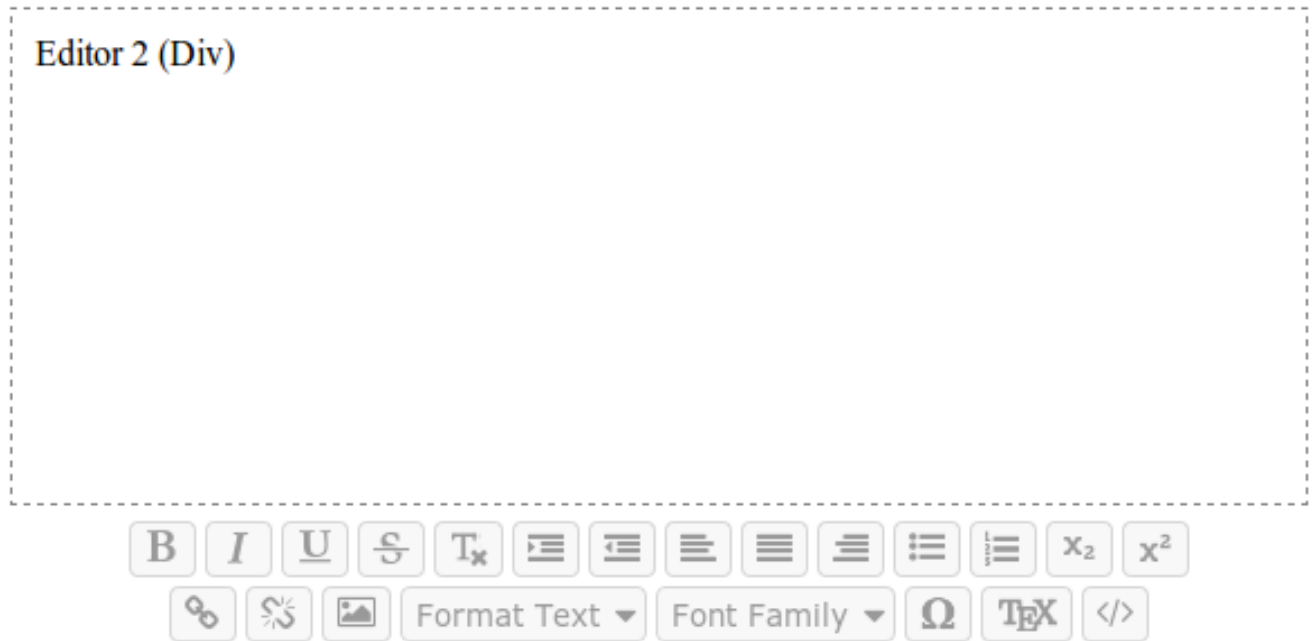 Editor 2 (Div)
B I U S Tx x₂ x²
Format Text Font Family Ω TEX </>